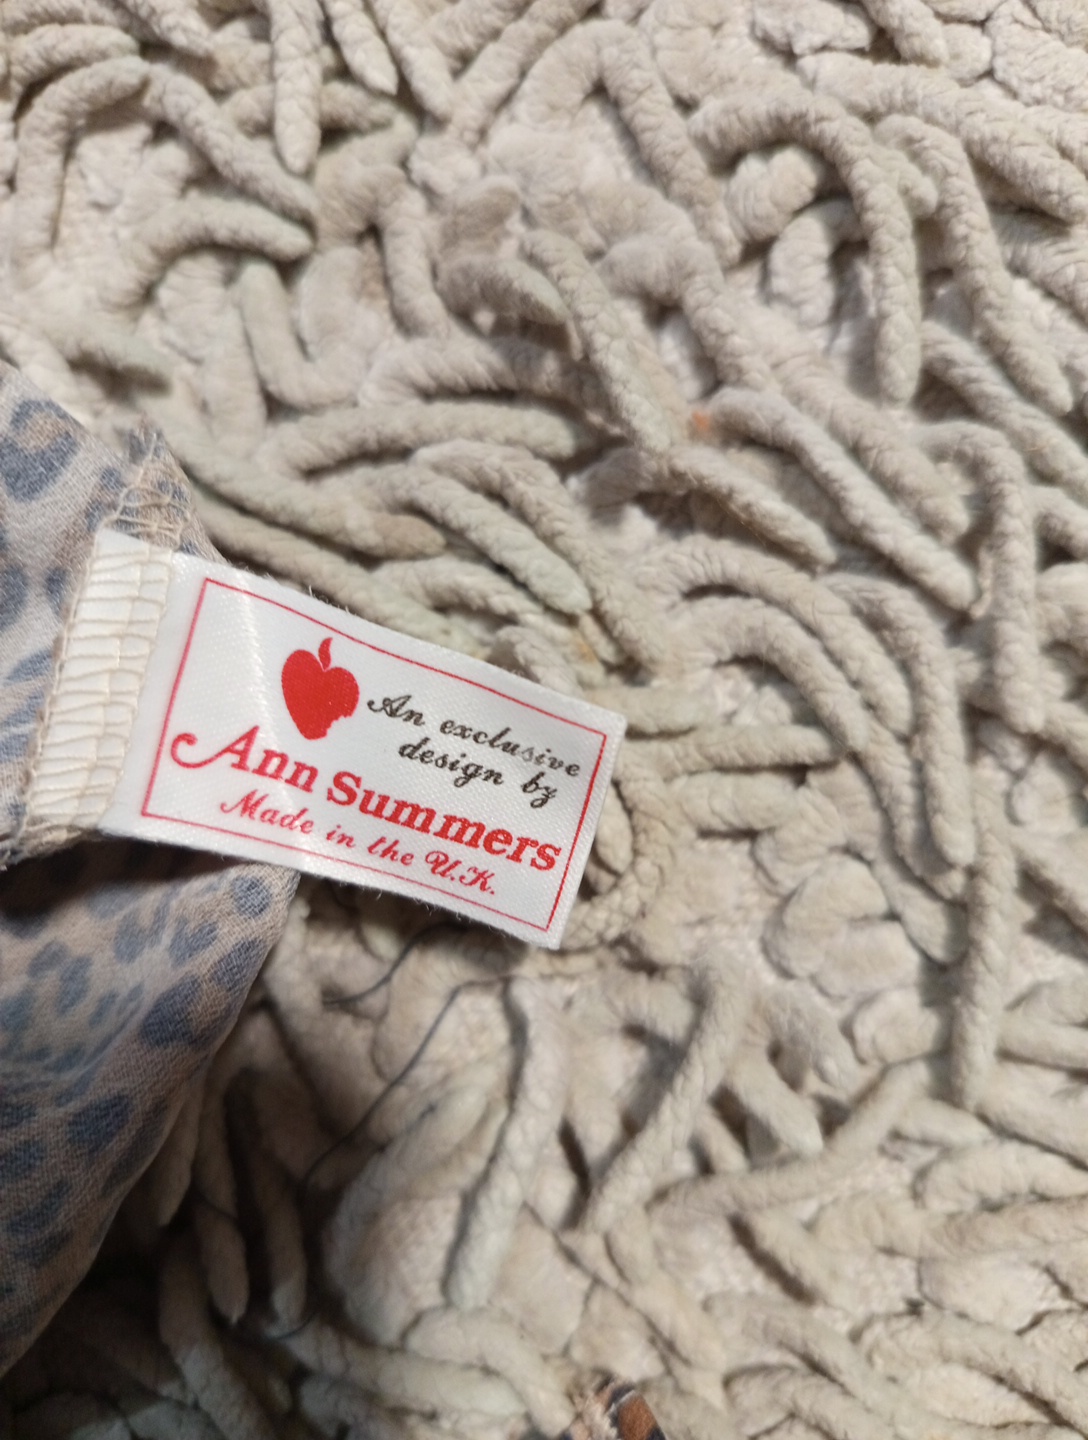 An exclusive
design by
Ann Summers
Made in the U.K.